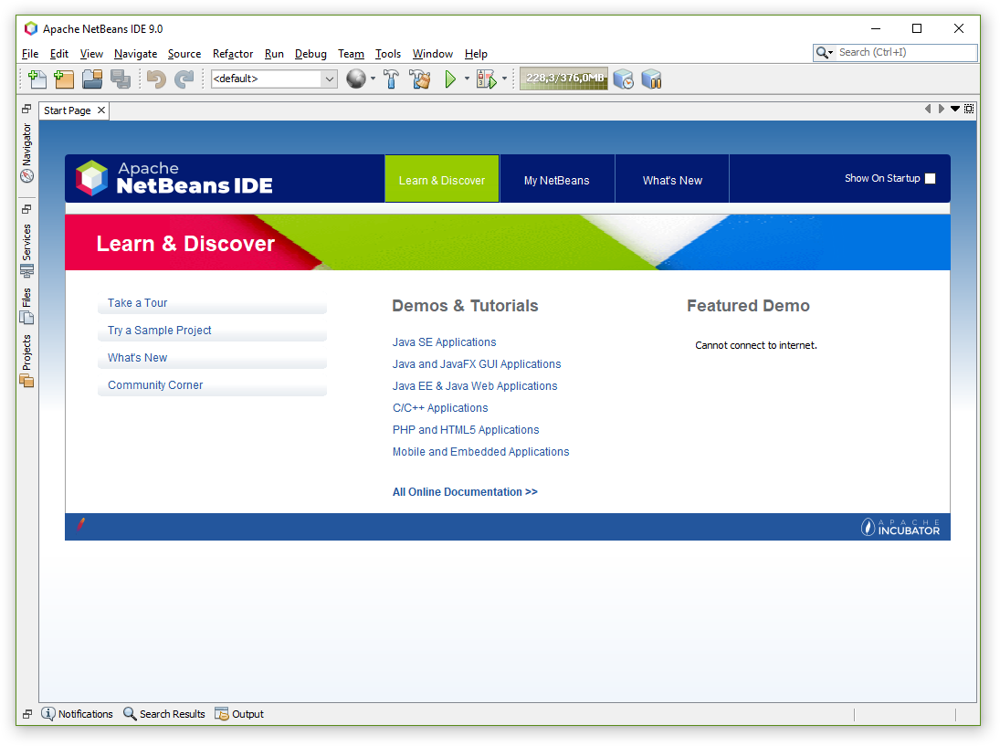 Apache NetBeans IDE 9.0
File Edit View Navigate Source Refactor Run Debug Team Tools Window Help
Search (Ctrl+I)
<default>
228,3/376,0MB
Start Page
Navigator
Services
Files
Projects
Apache
NetBeans IDE
Learn & Discover
My NetBeans
What's New
Show On Startup
Learn & Discover
Take a Tour
Try a Sample Project
What's New
Community Corner
Demos & Tutorials
Java SE Applications
Java and JavaFX GUI Applications
Java EE & Java Web Applications
C/C++ Applications
PHP and HTML5 Applications
Mobile and Embedded Applications
All Online Documentation >>
Featured Demo
Cannot connect to internet.
APACHE
INCUBATOR
Notifications
Search Results
Output